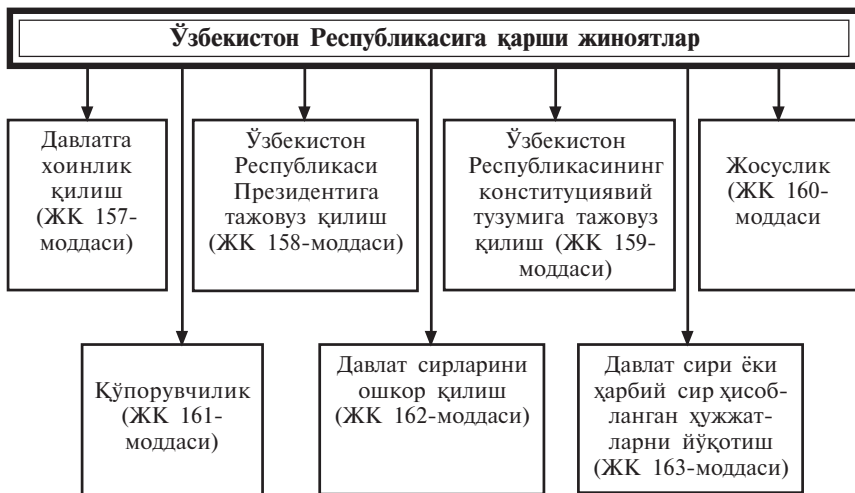 Ўзбекистон Республикасига қарши жиноятлар
Давлатга
хоинлик
қилиш
(ЖК 157-
моддаси)
Ўзбекистон
Республикаси
Президентига
тажовуз қилиш
(ЖК 158-моддаси)
Ўзбекистон
Республикасининг
конституциявий
тузумига тажовуз
қилиш (ЖК 159-
моддаси)
Жосуслик
(ЖК 160-
моддаси
Қўпорувчилик
(ЖК 161-
моддаси)
Давлат сирларини
ошкор қилиш
(ЖК 162-моддаси)
Давлат сири ёки
ҳарбий сир ҳисоб-
ланган ҳужжат-
ларни йўқотиш
(ЖК 163-моддаси)